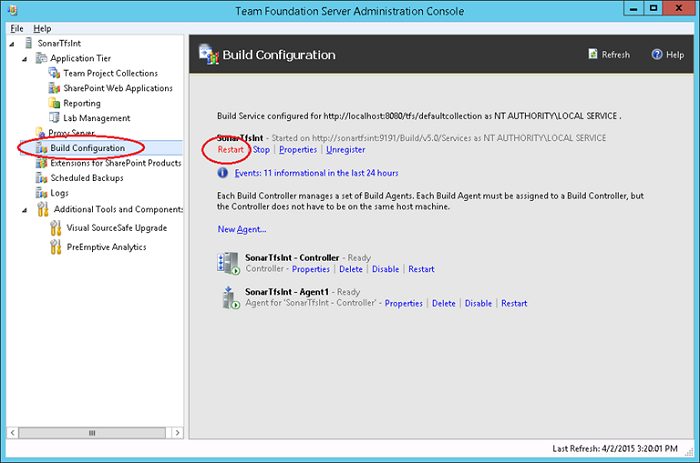 Team Foundation Server Administration Console
File Help
SonarTfsInt
Application Tier
Team Project Collections
SharePoint Web Applications
Reporting
Lab Management
Proxy Server
Build Configuration
Extensions for SharePoint Products
Scheduled Backups
Logs
Additional Tools and Components
Visual SourceSafe Upgrade
PreEmptive Analytics
Build Configuration
Refresh
Help
Build Service configured for http://localhost:8080/tfs/defaultcollection as NT AUTHORITY\LOCAL SERVICE .
SonarTfsInt - Started on http://sonartfsint:9191/Build/v5.0/Services as NT AUTHORITY\LOCAL SERVICE
Restart | Stop | Properties | Unregister
Events: 11 informational in the last 24 hours
Each Build Controller manages a set of Build Agents. Each Build Agent must be assigned to a Build Controller, but
the Controller does not have to be on the same host machine.
New Agent...
SonarTfsInt - Controller - Ready
Controller - Properties | Delete | Disable | Restart
SonarTfsInt - Agent1 - Ready
Agent for 'SonarTfsInt - Controller' - Properties | Delete | Disable | Restart
Last Refresh: 4/2/2015 3:20:01 PM